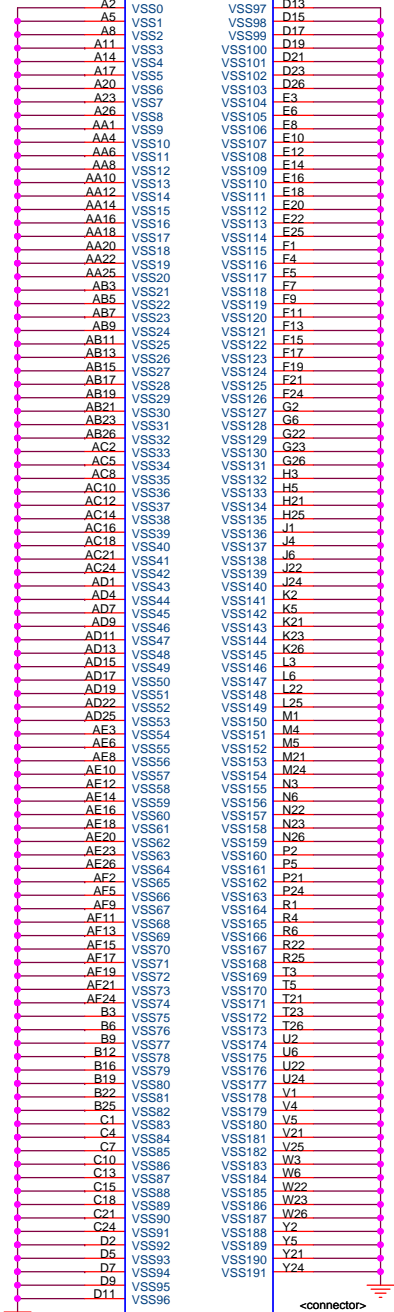 A2 VSS0
A5 VSS1
A8 VSS2
A11 VSS3
A14 VSS4
A17 VSS5
A20 VSS6
A23 VSS7
A26 VSS8
AA1 VSS9
AA4 VSS10
AA6 VSS11
AA8 VSS12
AA10 VSS13
AA12 VSS14
AA14 VSS15
AA16 VSS16
AA18 VSS17
AA20 VSS18
AA22 VSS19
AA25 VSS20
AB3 VSS21
AB5 VSS22
AB7 VSS23
AB9 VSS24
AB11 VSS25
AB13 VSS26
AB15 VSS27
AB17 VSS28
AB19 VSS29
AB21 VSS30
AB23 VSS31
AB26 VSS32
AC2 VSS33
AC5 VSS34
AC8 VSS35
AC10 VSS36
AC12 VSS37
AC14 VSS38
AC16 VSS39
AC18 VSS40
AC21 VSS41
AC24 VSS42
AD1 VSS43
AD4 VSS44
AD7 VSS45
AD9 VSS46
AD11 VSS47
AD13 VSS48
AD15 VSS49
AD17 VSS50
AD19 VSS51
AD22 VSS52
AD25 VSS53
AE3 VSS54
AE6 VSS55
AE8 VSS56
AE10 VSS57
AE12 VSS58
AE14 VSS59
AE16 VSS60
AE18 VSS61
AE20 VSS62
AE23 VSS63
AE26 VSS64
AF2 VSS65
AF5 VSS66
AF9 VSS67
AF11 VSS68
AF13 VSS69
AF15 VSS70
AF17 VSS71
AF19 VSS72
AF21 VSS73
AF24 VSS74
B3 VSS75
B6 VSS76
B9 VSS77
B12 VSS78
B16 VSS79
B19 VSS80
B22 VSS81
B25 VSS82
C1 VSS83
C4 VSS84
C7 VSS85
C10 VSS86
C13 VSS87
C15 VSS88
C18 VSS89
C21 VSS90
C24 VSS91
D2 VSS92
D5 VSS93
D7 VSS94
D9 VSS95
D11 VSS96
VSS97 D13
VSS98 D15
VSS99 D17
VSS100 D19
VSS101 D21
VSS102 D23
VSS103 D26
VSS104 E3
VSS105 E6
VSS106 E8
VSS107 E10
VSS108 E12
VSS109 E14
VSS110 E16
VSS111 E18
VSS112 E20
VSS113 E22
VSS114 E25
VSS115 F1
VSS116 F4
VSS117 F5
VSS118 F7
VSS119 F9
VSS120 F11
VSS121 F13
VSS122 F15
VSS123 F17
VSS124 F19
VSS125 F21
VSS126 F24
VSS127 G2
VSS128 G6
VSS129 G22
VSS130 G23
VSS131 G26
VSS132 H3
VSS133 H5
VSS134 H21
VSS135 H25
VSS136 J1
VSS137 J4
VSS138 J6
VSS139 J22
VSS140 J24
VSS141 K2
VSS142 K5
VSS143 K21
VSS144 K23
VSS145 K26
VSS146 L3
VSS147 L6
VSS148 L22
VSS149 L25
VSS150 M1
VSS151 M4
VSS152 M5
VSS153 M21
VSS154 M24
VSS155 N3
VSS156 N6
VSS157 N22
VSS158 N23
VSS159 N26
VSS160 P2
VSS161 P5
VSS162 P21
VSS163 P24
VSS164 R1
VSS165 R4
VSS166 R6
VSS167 R22
VSS168 R25
VSS169 T3
VSS170 T5
VSS171 T21
VSS172 T23
VSS173 T26
VSS174 U2
VSS175 U6
VSS176 U22
VSS177 U24
VSS178 V1
VSS179 V4
VSS180 V5
VSS181 V21
VSS182 V25
VSS183 W3
VSS184 W6
VSS185 W22
VSS186 W23
VSS187 W26
VSS188 Y2
VSS189 Y5
VSS190 Y21
VSS191 Y24
<connector>